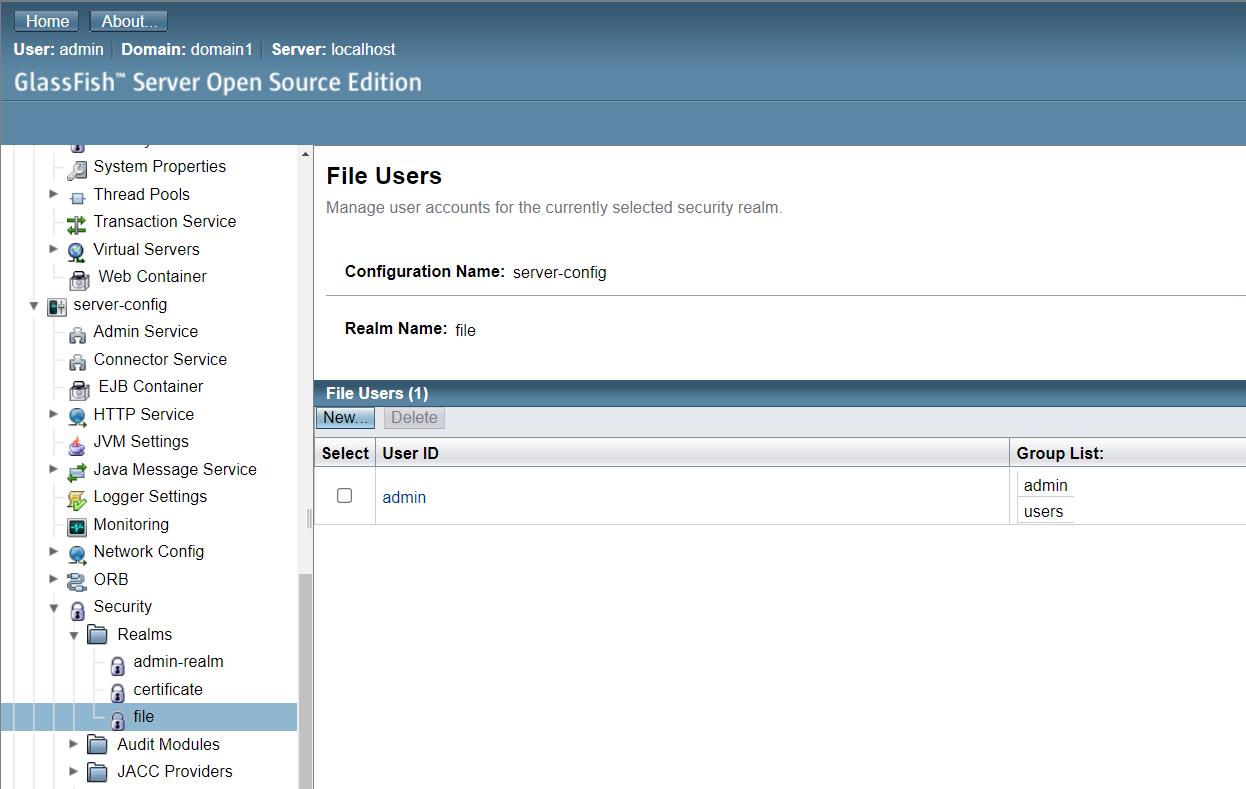 Home About...
User: admin Domain: domain1 Server: localhost
GlassFish™ Server Open Source Edition
System Properties
Thread Pools
Transaction Service
Virtual Servers
Web Container
server-config
Admin Service
Connector Service
EJB Container
HTTP Service
JVM Settings
Java Message Service
Logger Settings
Monitoring
Network Config
ORB
Security
Realms
admin-realm
certificate
file
Audit Modules
JACC Providers
File Users
Manage user accounts for the currently selected security realm.
Configuration Name: server-config
Realm Name: file
File Users (1)
New... Delete
Select User ID Group List:
admin admin
users